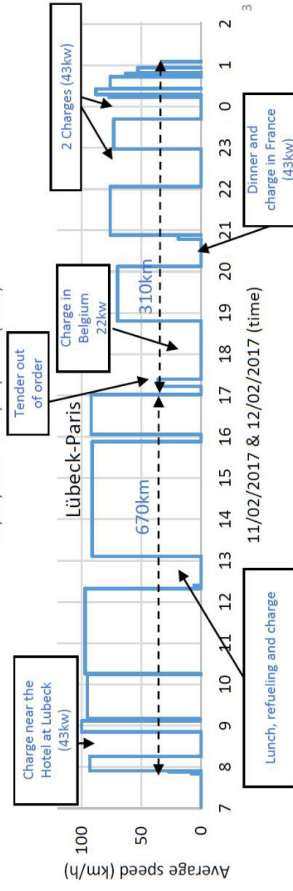 Lübeck-Paris
Charge near the
Hotel at Lubeck
(43kw)
Tender out
of order
Charge in
Belgium
22kw
2 Charges (43kw)
670km
310km
Average speed (km/h)
100
50
0
7 8 9 10 11 12 13 14 15 16 17 18 19 20 21 22 23 0 1 2
11/02/2017 & 12/02/2017 (time)
Lunch, refueling and charge
Dinner and
charge in France
(43kw)
3